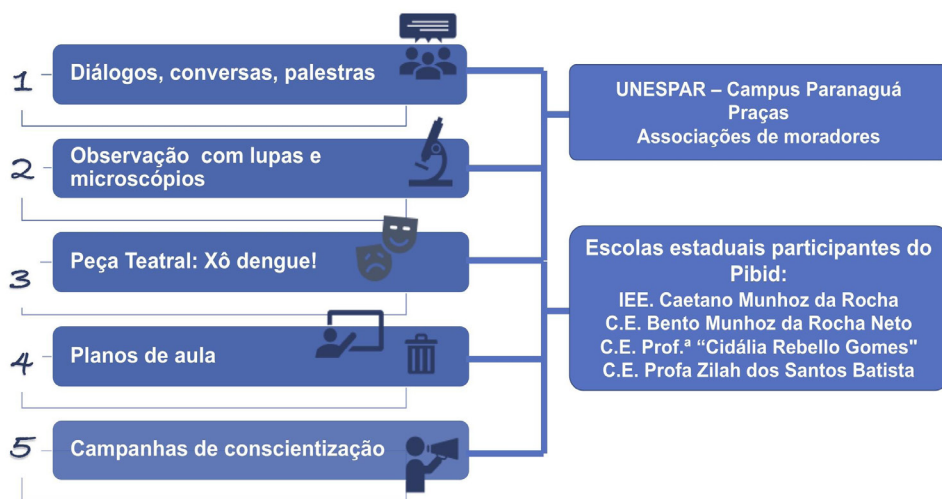 1
Diálogos, conversas, palestras
2
Observação com lupas e
microscópios
3
Peça Teatral: Xô dengue!
4
Planos de aula
5
Campanhas de conscientização
UNESPAR – Campus Paranaguá
Praças
Associações de moradores
Escolas estaduais participantes do
Pibid:
IEE. Caetano Munhoz da Rocha
C.E. Bento Munhoz da Rocha Neto
C.E. Prof.ª “Cidália Rebello Gomes"
C.E. Profa Zilah dos Santos Batista